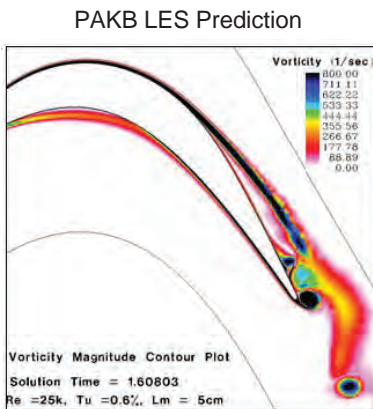 PAKB LES Prediction
Vorticity (1/sec)
800.00
711.11
622.22
533.33
444.44
355.56
266.67
177.78
88.89
0.00
Vorticity Magnitude Contour Plot
Solution Time = 1.60803
Re =25k, Tu =0.6%, Lm = 5cm